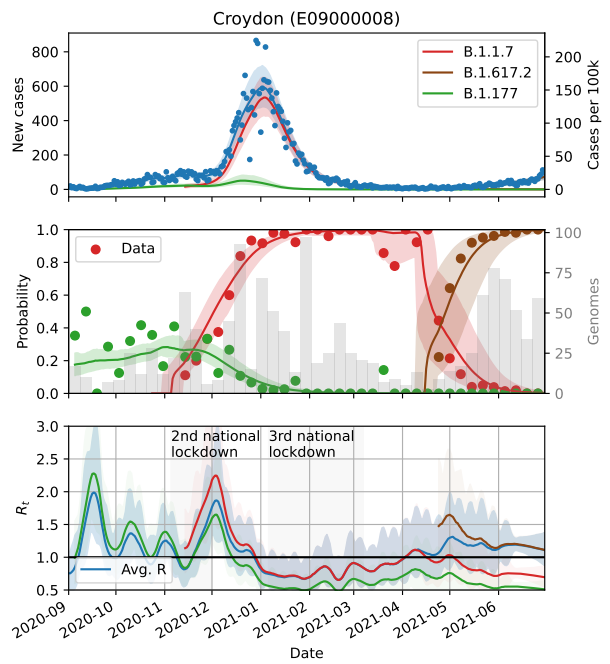 Croydon (E09000008)
New cases
800
600
400
200
0
B.1.1.7
B.1.617.2
B.1.177
200
150
100
50
0
Cases per 100k
Probability
1.0
0.8
0.6
0.4
0.2
0.0
Data
100
75
50
25
0
Genomes
R_t
3.0
2.5
2.0
1.5
1.0
0.5
2nd national
lockdown
3rd national
lockdown
Avg. R
2020-09
2020-10
2020-11
2020-12
2021-01
2021-02
2021-03
2021-04
2021-05
2021-06
Date